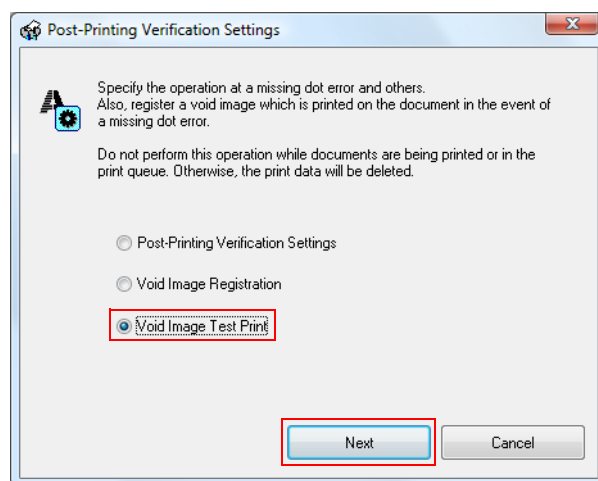 Post-Printing Verification Settings
Specify the operation at a missing dot error and others.
Also, register a void image which is printed on the document in the event of
a missing dot error.
Do not perform this operation while documents are being printed or in the
print queue. Otherwise, the print data will be deleted.
Post-Printing Verification Settings
Void Image Registration
Void Image Test Print
Next
Cancel